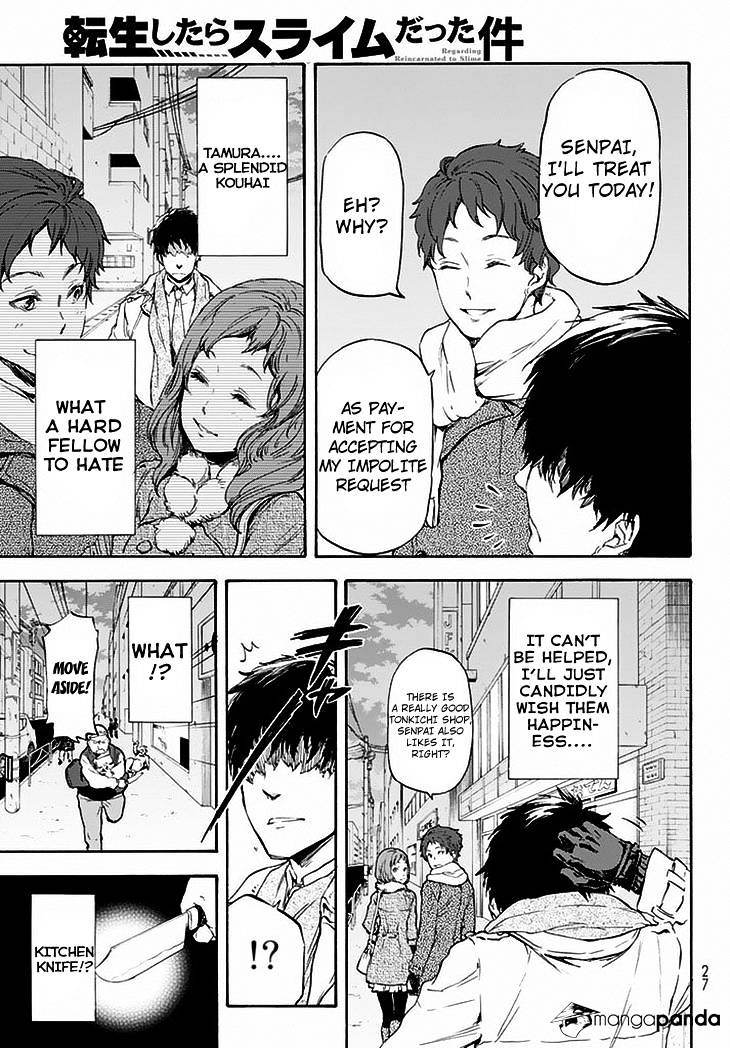 転生したらスライムだった件
Regarding
Reincarnated to Slime
SENPAI,
I'LL TREAT
YOU TODAY!
EH?
WHY?
AS PAY-
MENT FOR
ACCEPTING
MY IMPOLITE
REQUEST
TAMURA....
A SPLENDID
KOUHAI
WHAT
A HARD
FELLOW
TO HATE
IT CAN'T
BE HELPED,
I'LL JUST
CANDIDLY
WISH THEM
HAPPIN-
ESS....
THERE IS
A REALLY GOOD
TONKICHI SHOP,
SENPAI ALSO
LIKES IT,
RIGHT?
!?
WHAT
!?
MOVE
ASIDE!
KITCHEN
KNIFE!?
27
mangapanda